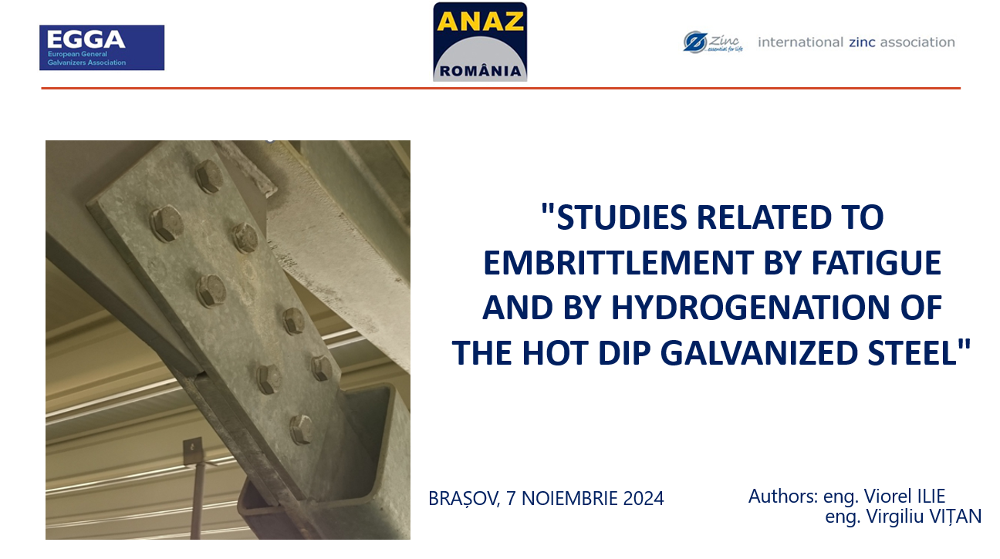 EGGA
European General
Galvanizers Association
ANAZ
ROMÂNIA
Zinc
essential for life
international zinc association
"STUDIES RELATED TO
EMBRITTLEMENT BY FATIGUE
AND BY HYDROGENATION OF
THE HOT DIP GALVANIZED STEEL"
BRAȘOV, 7 NOIEMBRIE 2024
Authors: eng. Viorel ILIE
eng. Virgiliu VIȚAN